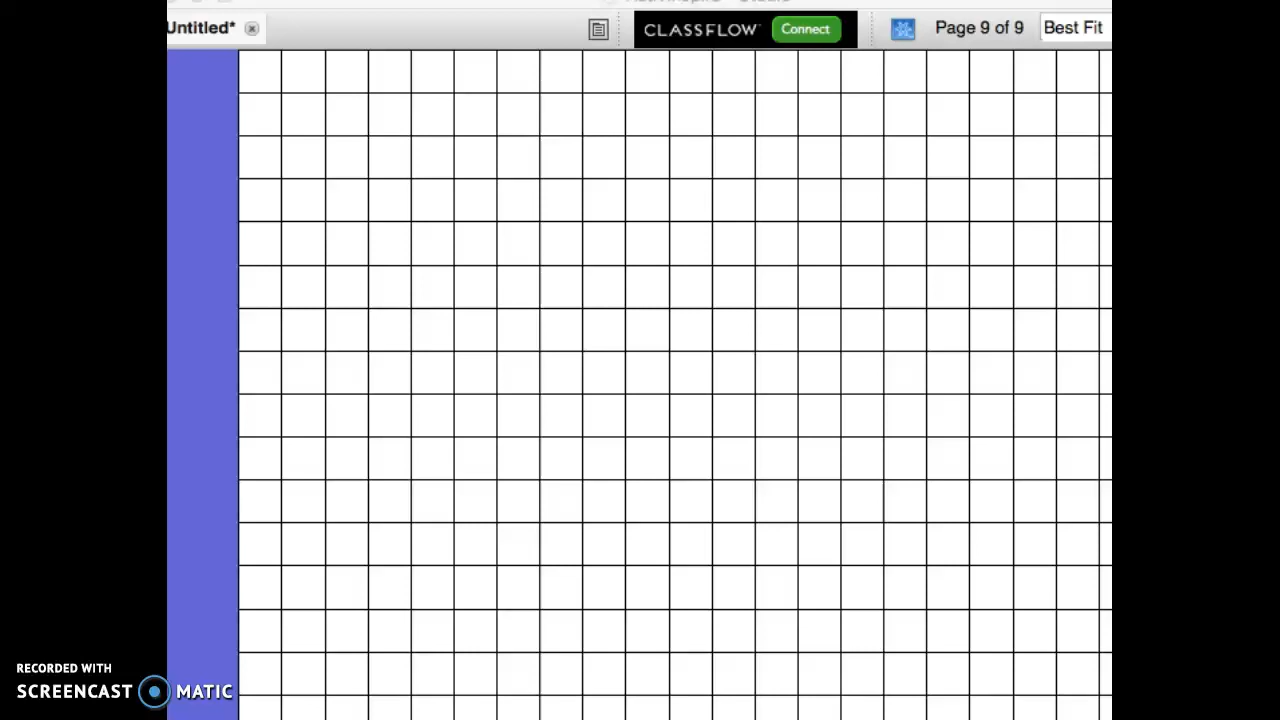 Untitled*
CLASSFLOW Connect
Page 9 of 9
Best Fit
RECORDED WITH
SCREENCAST MATIC